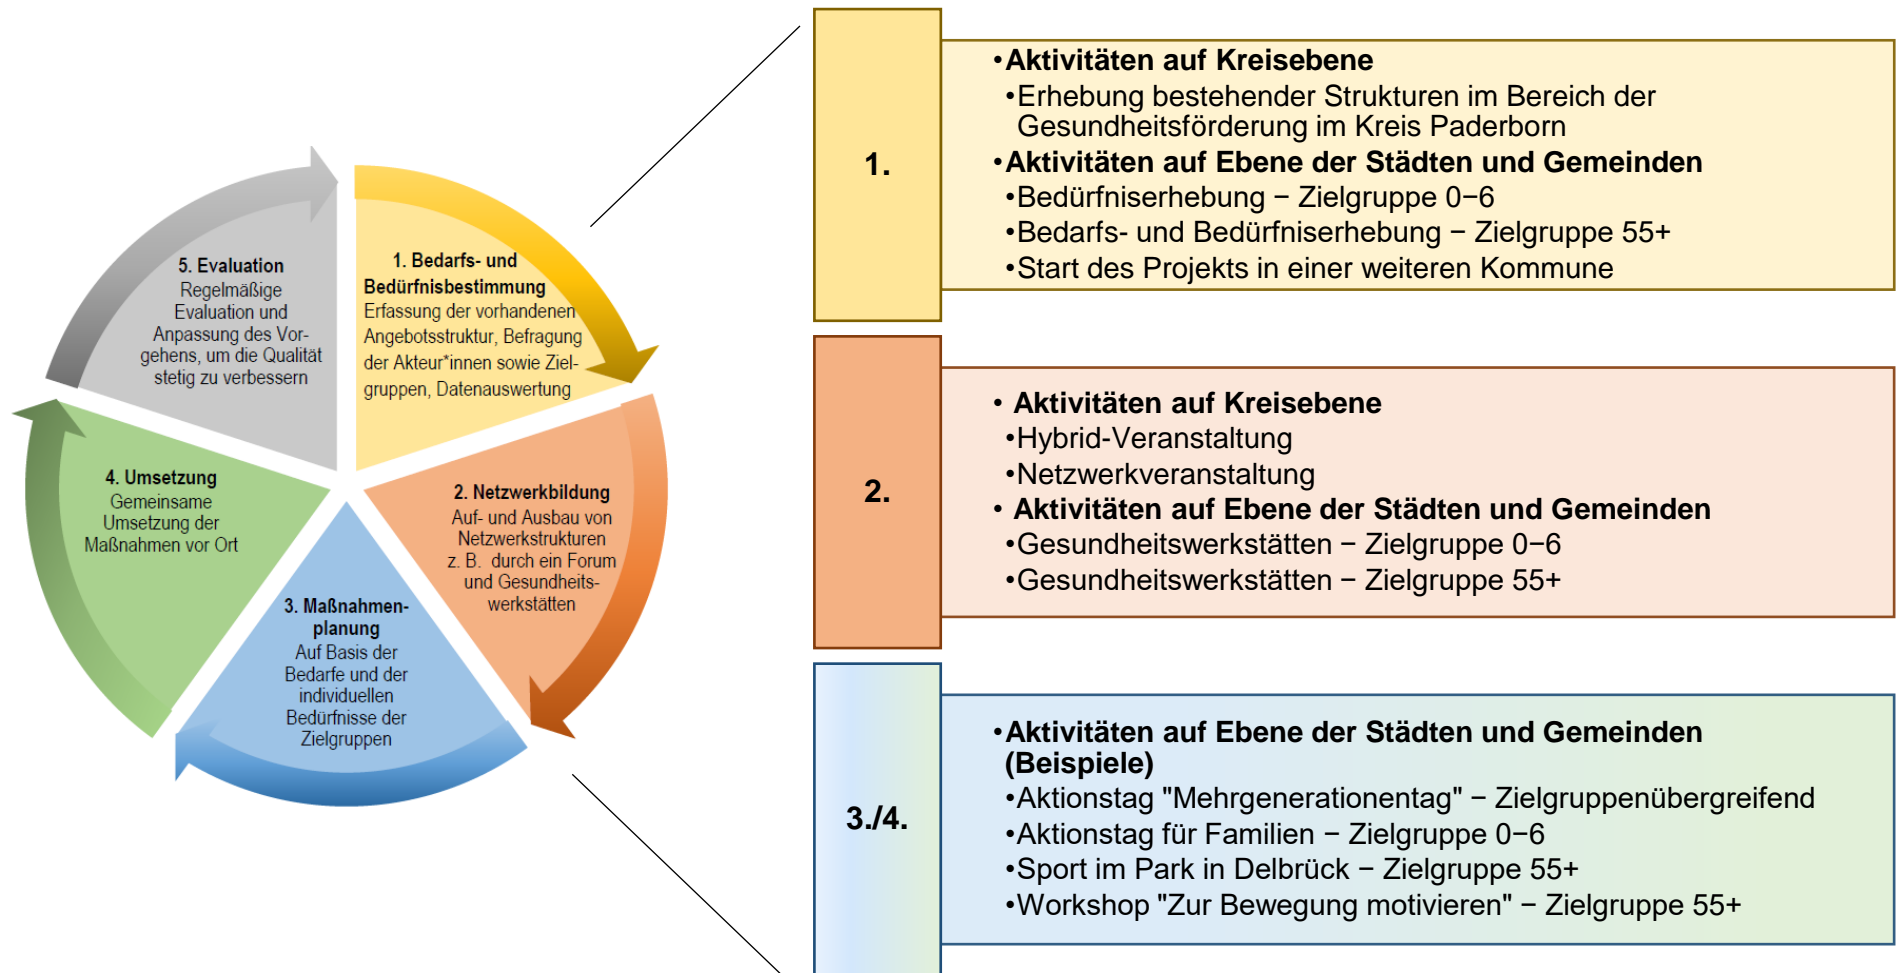 5. Evaluation
Regelmäßige
Evaluation und
Anpassung des Vor-
gehens, um die Qualität
stetig zu verbessern
1. Bedarfs- und
Bedürfnisbestimmung
Erfassung der vorhandenen
Angebotsstruktur, Befragung
der Akteur*innen sowie Ziel-
gruppen, Datenauswertung
4. Umsetzung
Gemeinsame
Umsetzung der
Maßnahmen vor Ort
2. Netzwerkbildung
Auf- und Ausbau von
Netzwerkstrukturen
z. B. durch ein Forum
und Gesundheits-
werkstätten
3. Maßnahmen-
planung
Auf Basis der
Bedarfe und der
individuellen
Bedürfnisse der
Zielgruppen
1.
•Aktivitäten auf Kreisebene
•Erhebung bestehender Strukturen im Bereich der
Gesundheitsförderung im Kreis Paderborn
•Aktivitäten auf Ebene der Städten und Gemeinden
•Bedürfniserhebung − Zielgruppe 0−6
•Bedarfs- und Bedürfniserhebung − Zielgruppe 55+
•Start des Projekts in einer weiteren Kommune
2.
• Aktivitäten auf Kreisebene
•Hybrid-Veranstaltung
•Netzwerkveranstaltung
• Aktivitäten auf Ebene der Städten und Gemeinden
•Gesundheitswerkstätten − Zielgruppe 0−6
•Gesundheitswerkstätten − Zielgruppe 55+
3./4.
•Aktivitäten auf Ebene der Städten und Gemeinden
(Beispiele)
•Aktionstag "Mehrgenerationentag" − Zielgruppenübergreifend
•Aktionstag für Familien − Zielgruppe 0−6
•Sport im Park in Delbrück − Zielgruppe 55+
•Workshop "Zur Bewegung motivieren" − Zielgruppe 55+